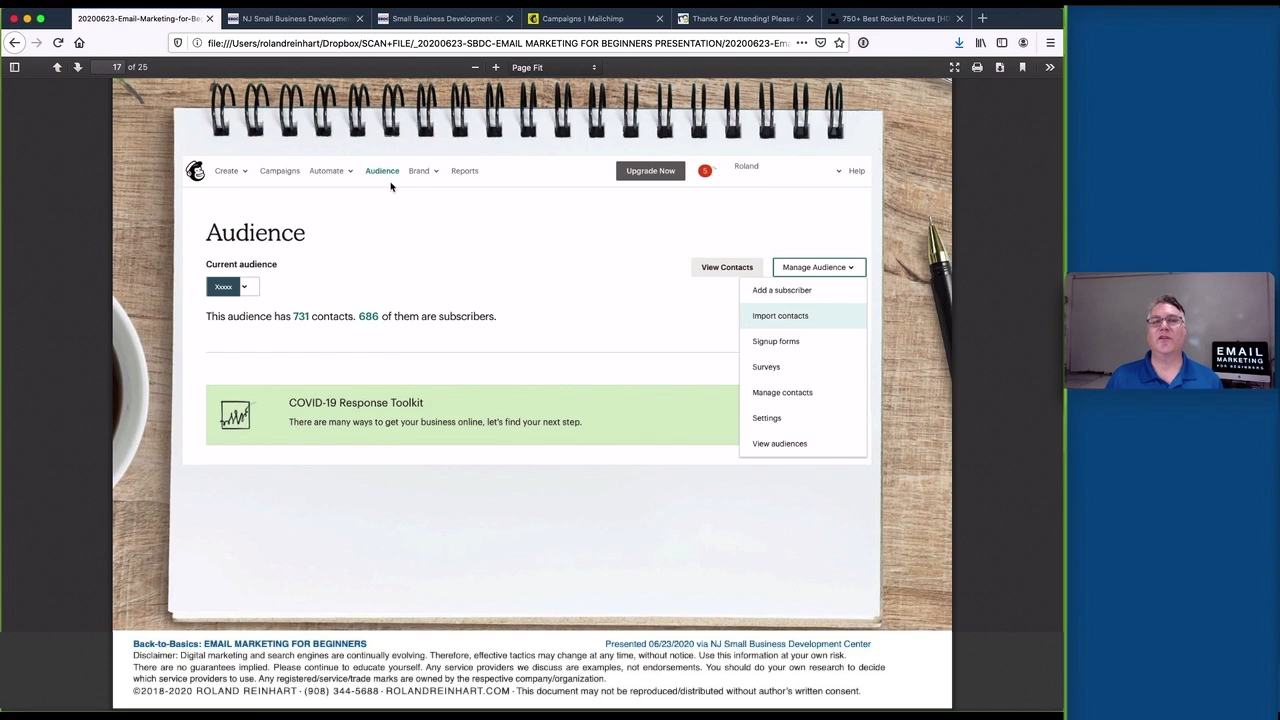 20200623-Email-Marketing-for-Be
NJ Small Business Developmen
Small Business Development C
Campaigns | Mailchimp
Thanks For Attending! Please F
750+ Best Rocket Pictures [HD
file:///Users/rolandreinhart/Dropbox/SCAN+FILE/_20200623-SBDC-EMAIL MARKETING FOR BEGINNERS PRESENTATION/20200623-Ema
17 of 25
Page Fit
Create
Campaigns
Automate
Audience
Brand
Reports
Upgrade Now
5
Roland
Help
Audience
Current audience
View Contacts
Manage Audience
Xxxxx
Add a subscriber
This audience has 731 contacts. 686 of them are subscribers.
Import contacts
Signup forms
Surveys
Manage contacts
Settings
View audiences
COVID-19 Response Toolkit
There are many ways to get your business online, let's find your next step.
EMAIL
MARKETING
FOR BEGINNERS
Back-to-Basics: EMAIL MARKETING FOR BEGINNERS
Presented 06/23/2020 via NJ Small Business Development Center
Disclaimer: Digital marketing and search engines are continually evolving. Therefore, effective tactics may change at any time, without notice. Use this information at your own risk.
There are no guarantees implied. Please continue to educate yourself. Any service providers we discuss are examples, not endorsements. You should do your own research to decide
which service providers to use. Any registered/service/trade marks are owned by the respective company/organization.
©2018-2020 ROLAND REINHART · (908) 344-5688 · ROLANDREINHART.COM · This document may not be reproduced/distributed without author's written consent.